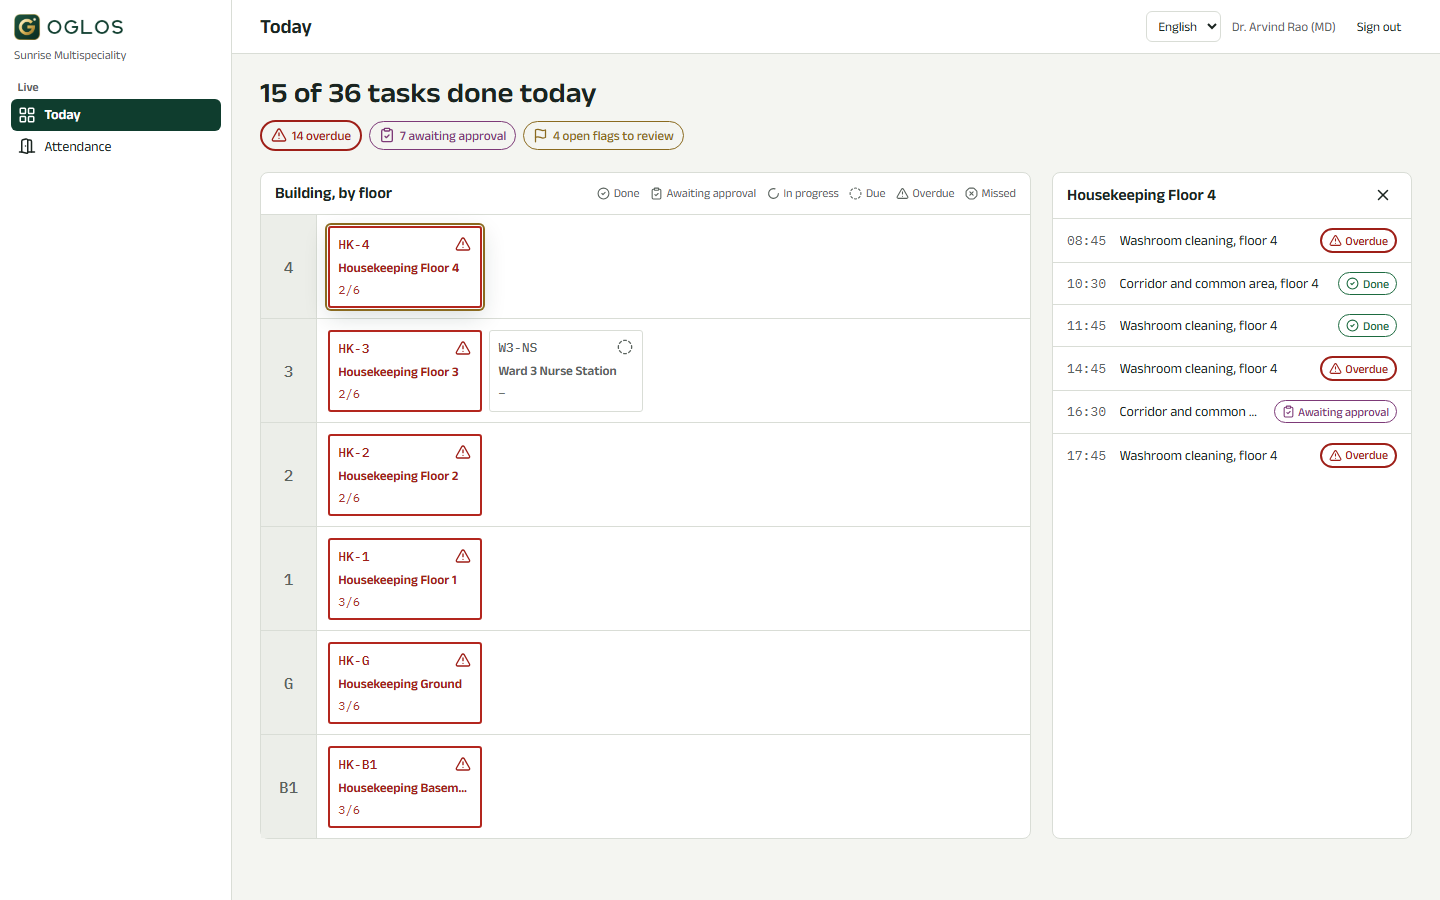 OGLOS
Sunrise Multispeciality
Live
Today
Attendance
Today
English
Dr. Arvind Rao (MD)
Sign out
15 of 36 tasks done today
14 overdue
7 awaiting approval
4 open flags to review
Building, by floor
Done
Awaiting approval
In progress
Due
Overdue
Missed
4
HK-4
Housekeeping Floor 4
2/6
3
HK-3
Housekeeping Floor 3
2/6
W3-NS
Ward 3 Nurse Station
–
2
HK-2
Housekeeping Floor 2
2/6
1
HK-1
Housekeeping Floor 1
3/6
G
HK-G
Housekeeping Ground
3/6
B1
HK-B1
Housekeeping Basem...
3/6
Housekeeping Floor 4
08:45 Washroom cleaning, floor 4 Overdue
10:30 Corridor and common area, floor 4 Done
11:45 Washroom cleaning, floor 4 Done
14:45 Washroom cleaning, floor 4 Overdue
16:30 Corridor and common ... Awaiting approval
17:45 Washroom cleaning, floor 4 Overdue